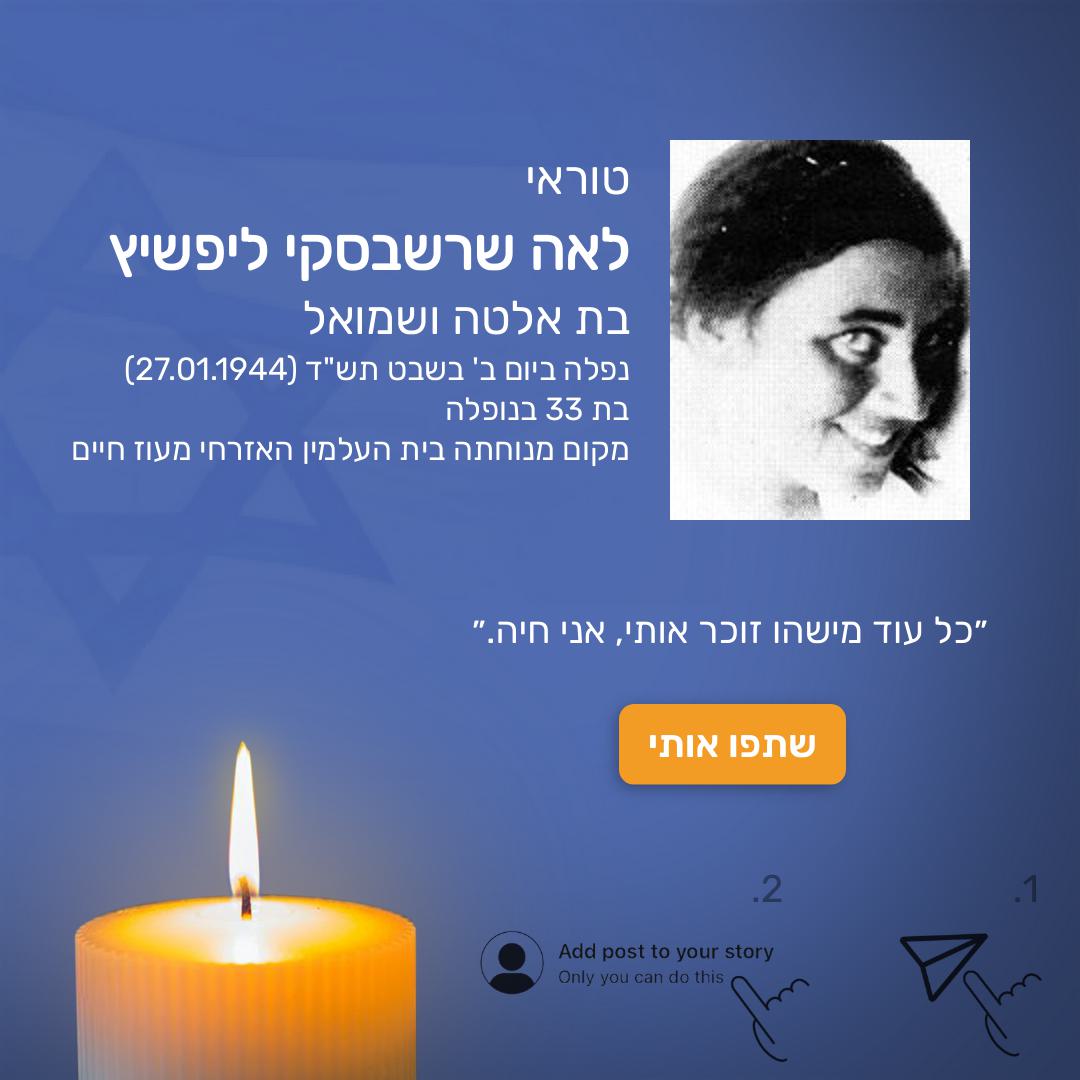 טוראי
לאה שרשבסקי ליפשיץ
בת אלטה ושמואל
נפלה ביום ב' בשבט תש"ד (27.01.1944)
בת 33 בנופלה
מקום מנוחתה בית העלמין האזרחי מעוז חיים
״כל עוד מישהו זוכר אותי, אני חיה.״
שתפו אותי
1.
2.
Add post to your story
Only you can do this